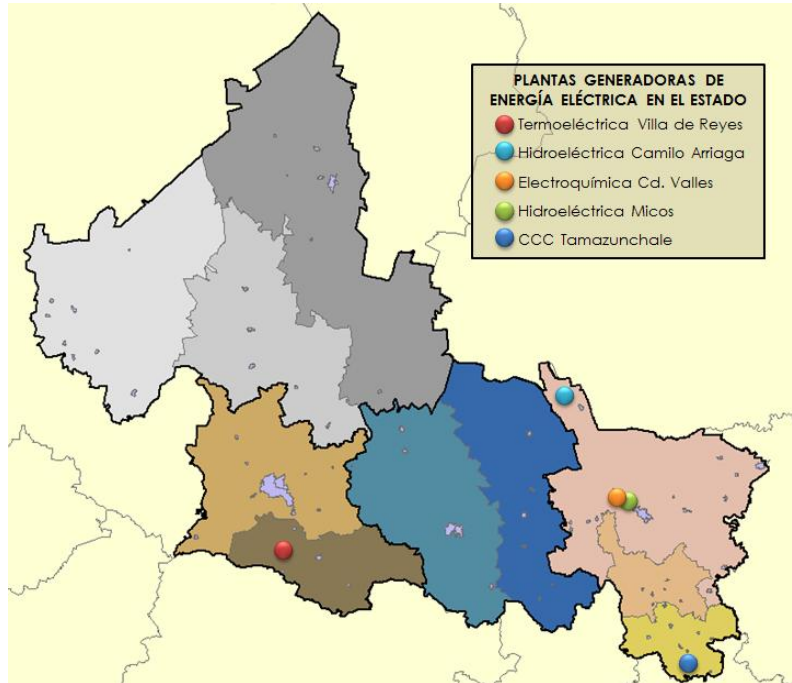 PLANTAS GENERADORAS DE
ENERGÍA ELÉCTRICA EN EL ESTADO
Termoeléctrica Villa de Reyes
Hidroeléctrica Camilo Arriaga
Electroquímica Cd. Valles
Hidroeléctrica Micos
CCC Tamazunchale